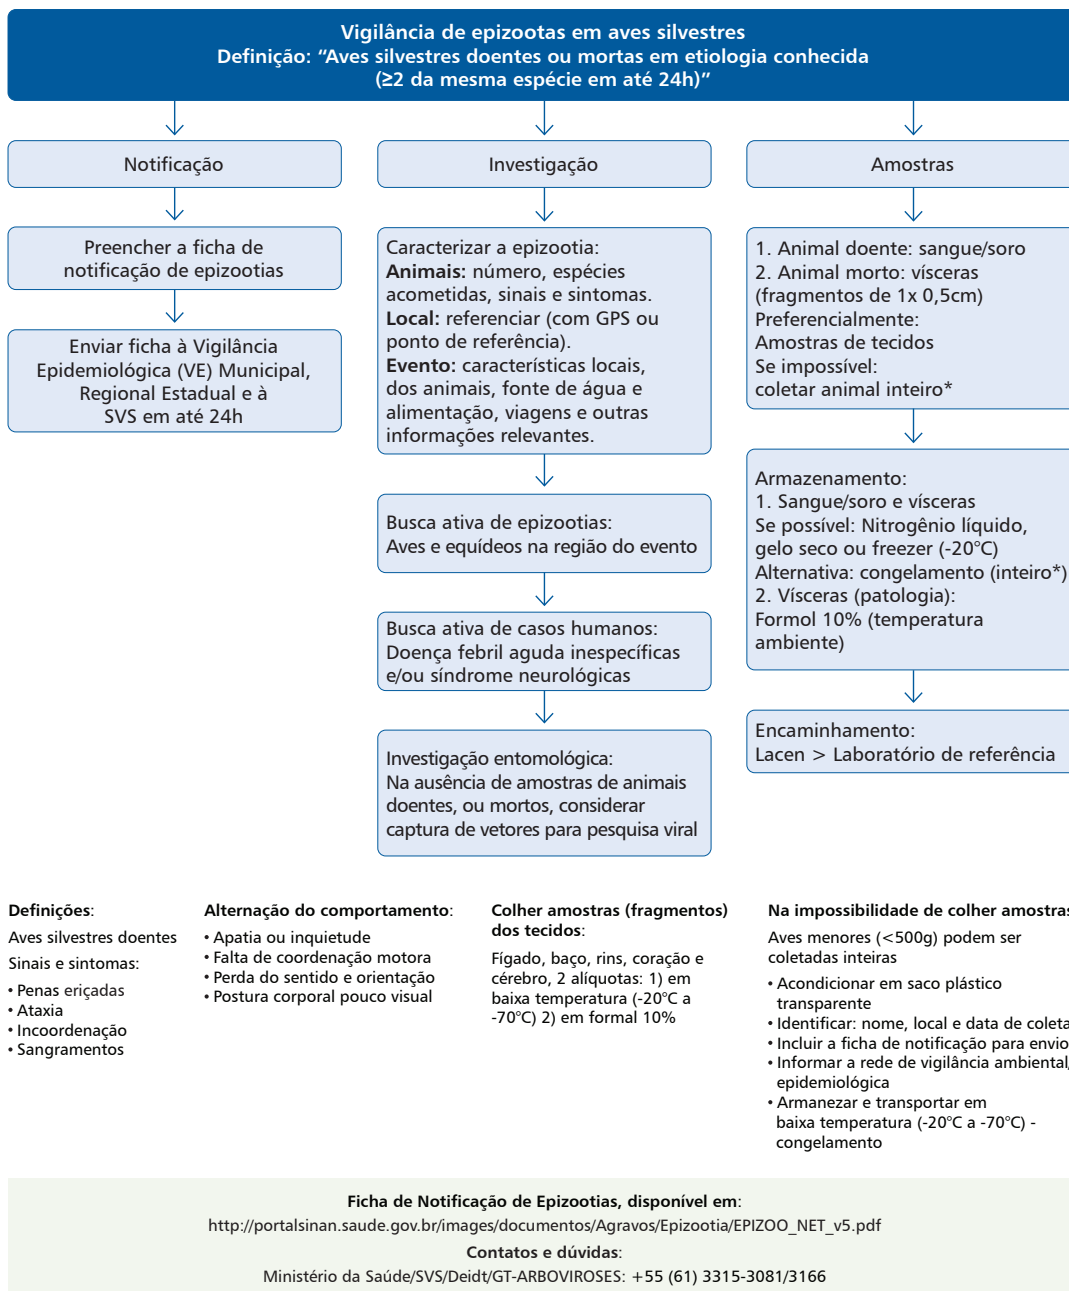 Vigilância de epizootas em aves silvestres
Definição: “Aves silvestres doentes ou mortas em etiologia conhecida
(≥2 da mesma espécie em até 24h)”
Notificação
Preencher a ficha de
notificação de epizootias
Enviar ficha à Vigilância
Epidemiológica (VE) Municipal,
Regional Estadual e à
SVS em até 24h
Investigação
Caracterizar a epizootia:
Animais: número, espécies
acometidas, sinais e sintomas.
Local: referenciar (com GPS ou
ponto de referência).
Evento: características locais,
dos animais, fonte de água e
alimentação, viagens e outras
informações relevantes.
Busca ativa de epizootias:
Aves e equídeos na região do evento
Busca ativa de casos humanos:
Doença febril aguda inespecíficas
e/ou síndrome neurológicas
Investigação entomológica:
Na ausência de amostras de animais
doentes, ou mortos, considerar
captura de vetores para pesquisa viral
Amostras
1. Animal doente: sangue/soro
2. Animal morto: vísceras
(fragmentos de 1x 0,5cm)
Preferencialmente:
Amostras de tecidos
Se impossível:
coletar animal inteiro*
Armazenamento:
1. Sangue/soro e vísceras
Se possível: Nitrogênio líquido,
gelo seco ou freezer (-20°C)
Alternativa: congelamento (inteiro*)
2. Vísceras (patologia):
Formol 10% (temperatura
ambiente)
Encaminhamento:
Lacen > Laboratório de referência
Definições:
Aves silvestres doentes
Sinais e sintomas:
• Penas eriçadas
• Ataxia
• Incoordenação
• Sangramentos
Alternação do comportamento:
• Apatia ou inquietude
• Falta de coordenação motora
• Perda do sentido e orientação
• Postura corporal pouco visual
Colher amostras (fragmentos)
dos tecidos:
Fígado, baço, rins, coração e
cérebro, 2 alíquotas: 1) em
baixa temperatura (-20°C a
-70°C) 2) em formal 10%
Na impossibilidade de colher amostras
Aves menores (<500g) podem ser
coletadas inteiras
• Acondicionar em saco plástico
transparente
• Identificar: nome, local e data de coleta
• Incluir a ficha de notificação para envio
• Informar a rede de vigilância ambiental,
epidemiológica
• Armanezar e transportar em
baixa temperatura (-20°C a -70°C) -
congelamento
Ficha de Notificação de Epizootias, disponível em:
http://portalsinan.saude.gov.br/images/documentos/Agravos/Epizootia/EPIZOO_NET_v5.pdf
Contatos e dúvidas:
Ministério da Saúde/SVS/Deidt/GT-ARBOVIROSES: +55 (61) 3315-3081/3166